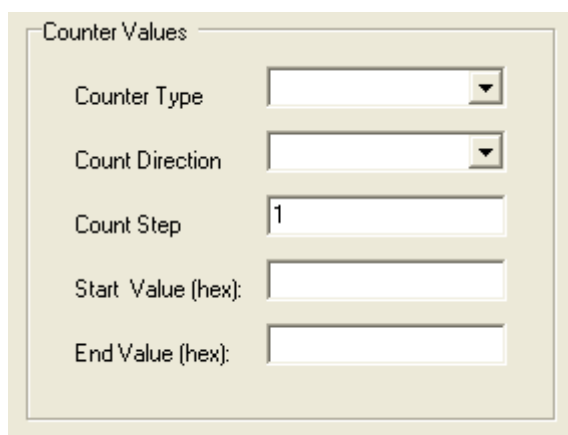 Counter Values
Counter Type
Count Direction
Count Step 1
Start Value (hex):
End Value (hex):